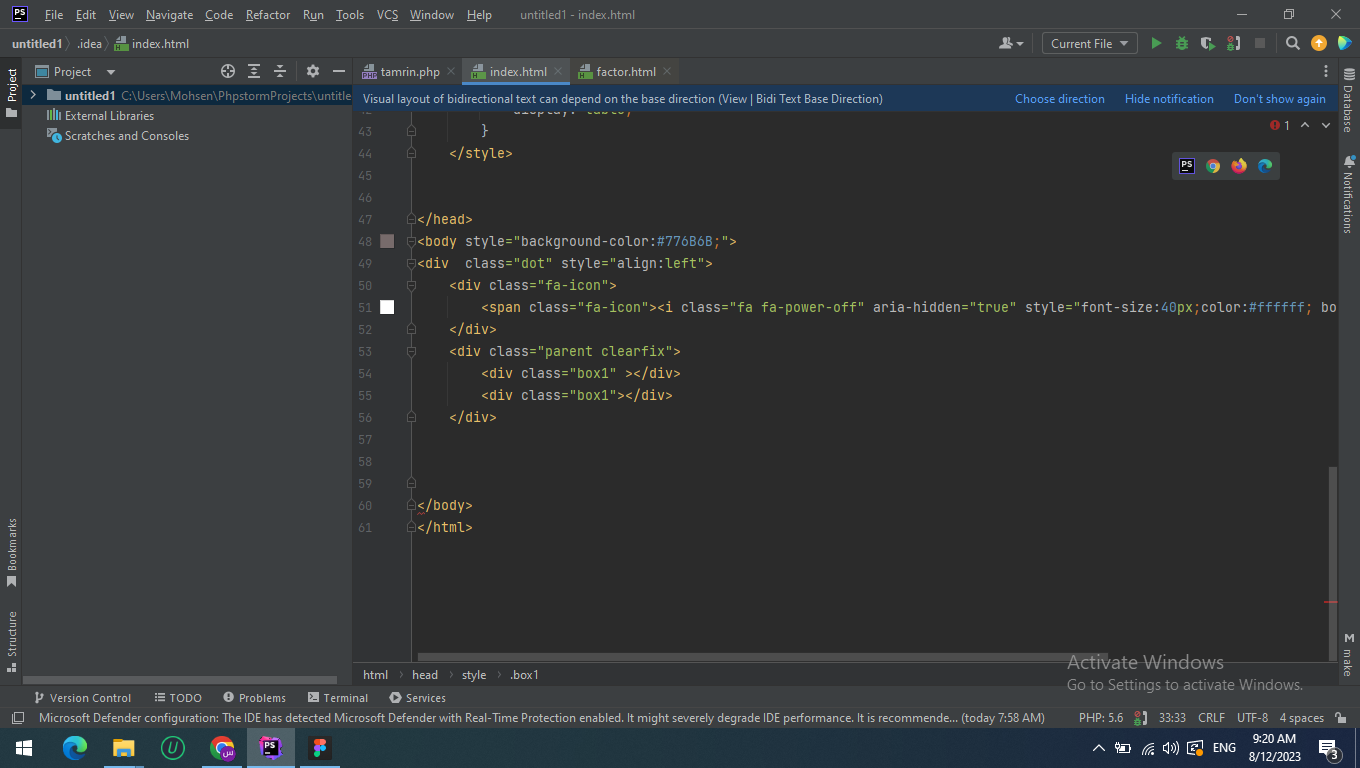 PS File Edit View Navigate Code Refactor Run Tools VCS Window Help untitled1 - index.html
untitled1 .idea index.html Current File
Project tamrin.php index.html factor.html
Visual layout of bidirectional text can depend on the base direction (View | Bidi Text Base Direction) Choose direction Hide notification Don't show again
untitled1 C:\Users\Mohsen\PhpstormProjects\untitle
External Libraries
Scratches and Consoles
Project
Bookmarks
Structure
Database
Notifications
make
1
42 display: table;
43 }
44 </style>
45
46
47 </head>
48 <body style="background-color:#776B6B;">
49 <div  class="dot" style="align:left">
50 <div class="fa-icon">
51 <span class="fa-icon"><i class="fa fa-power-off" aria-hidden="true" style="font-size:40px;color:#ffffff; bo
52 </div>
53 <div class="parent clearfix">
54 <div class="box1" ></div>
55 <div class="box1"></div>
56 </div>
57
58
59
60 </body>
61 </html>
html head style .box1
Activate Windows
Go to Settings to activate Windows.
Version Control TODO Problems Terminal Services
Microsoft Defender configuration: The IDE has detected Microsoft Defender with Real-Time Protection enabled. It might severely degrade IDE performance. It is recommende... (today 7:58 AM) PHP: 5.6 33:33 CRLF UTF-8 4 spaces
ENG 9:20 AM
8/12/2023
3